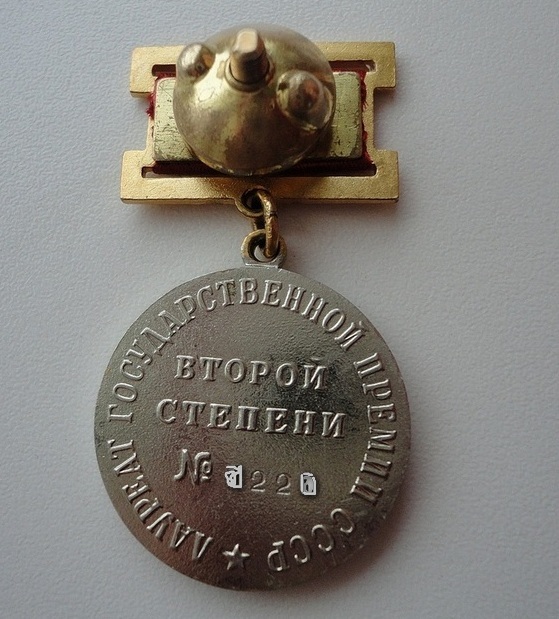 ЛАУРЕАТ ГОСУДАРСТВЕННОЙ ПРЕМИИ СССР
ВТОРОЙ
СТЕПЕНИ
№